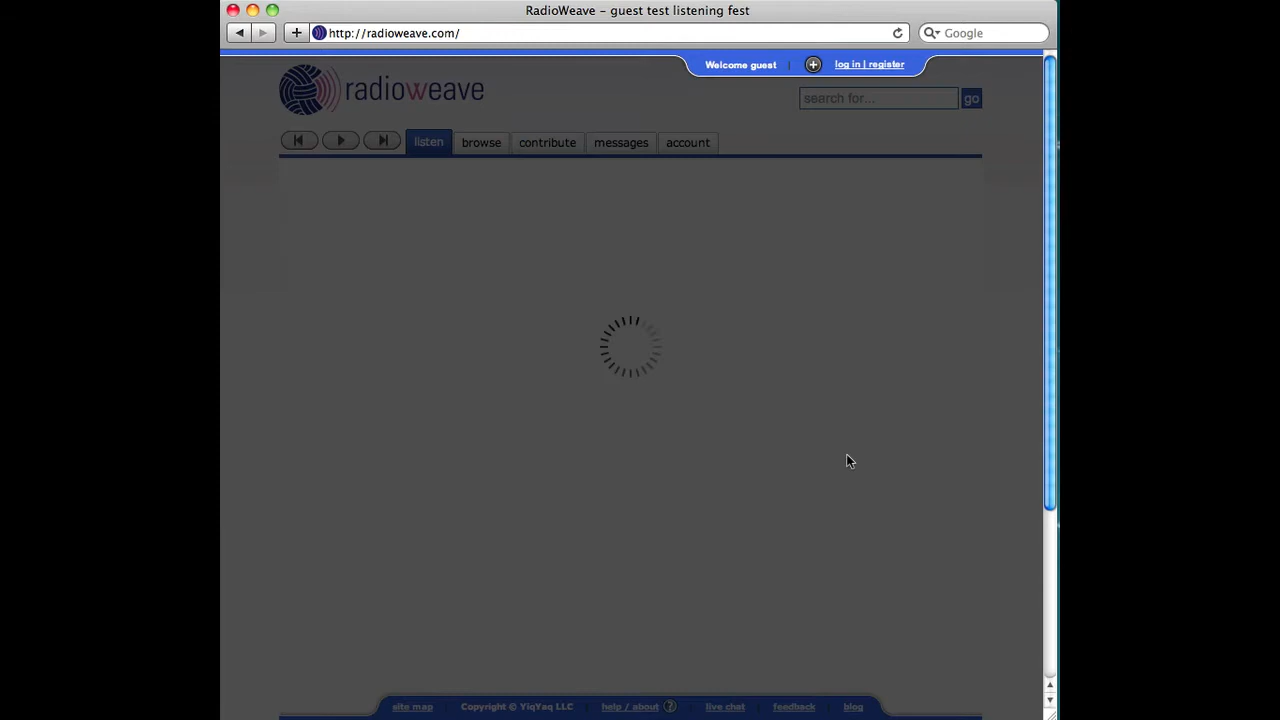 RadioWeave - guest test listening fest
http://radioweave.com/
Google
Welcome guest | log in | register
radioweave
search for... go
listen browse contribute messages account
site map Copyright © YiqYaq LLC help / about ? live chat feedback blog